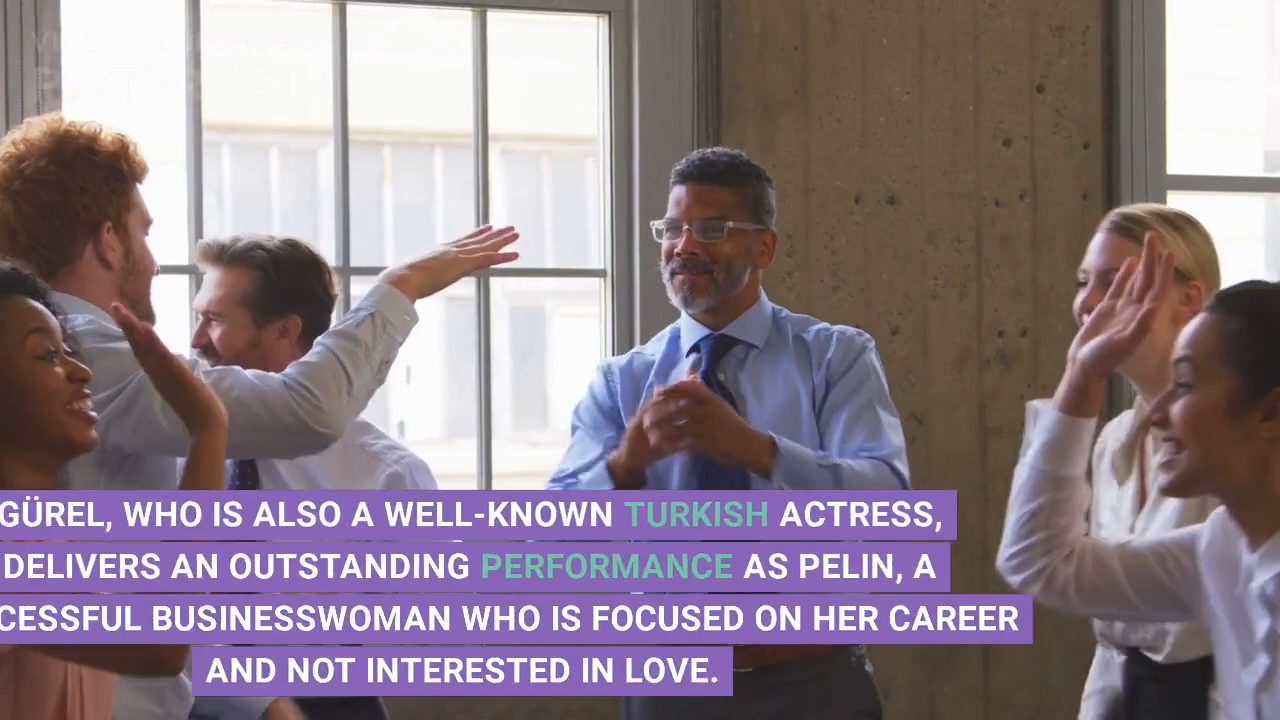 GÜREL, WHO IS ALSO A WELL-KNOWN TURKISH ACTRESS,
DELIVERS AN OUTSTANDING PERFORMANCE AS PELIN, A
CESSFUL BUSINESSWOMAN WHO IS FOCUSED ON HER CAREER
AND NOT INTERESTED IN LOVE.